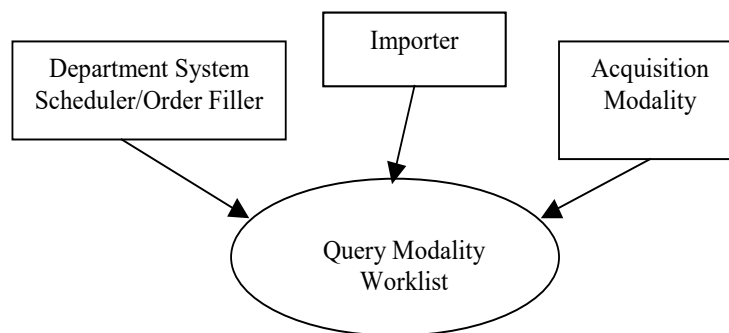 Department System
Scheduler/Order Filler
Importer
Acquisition
Modality
Query Modality
Worklist